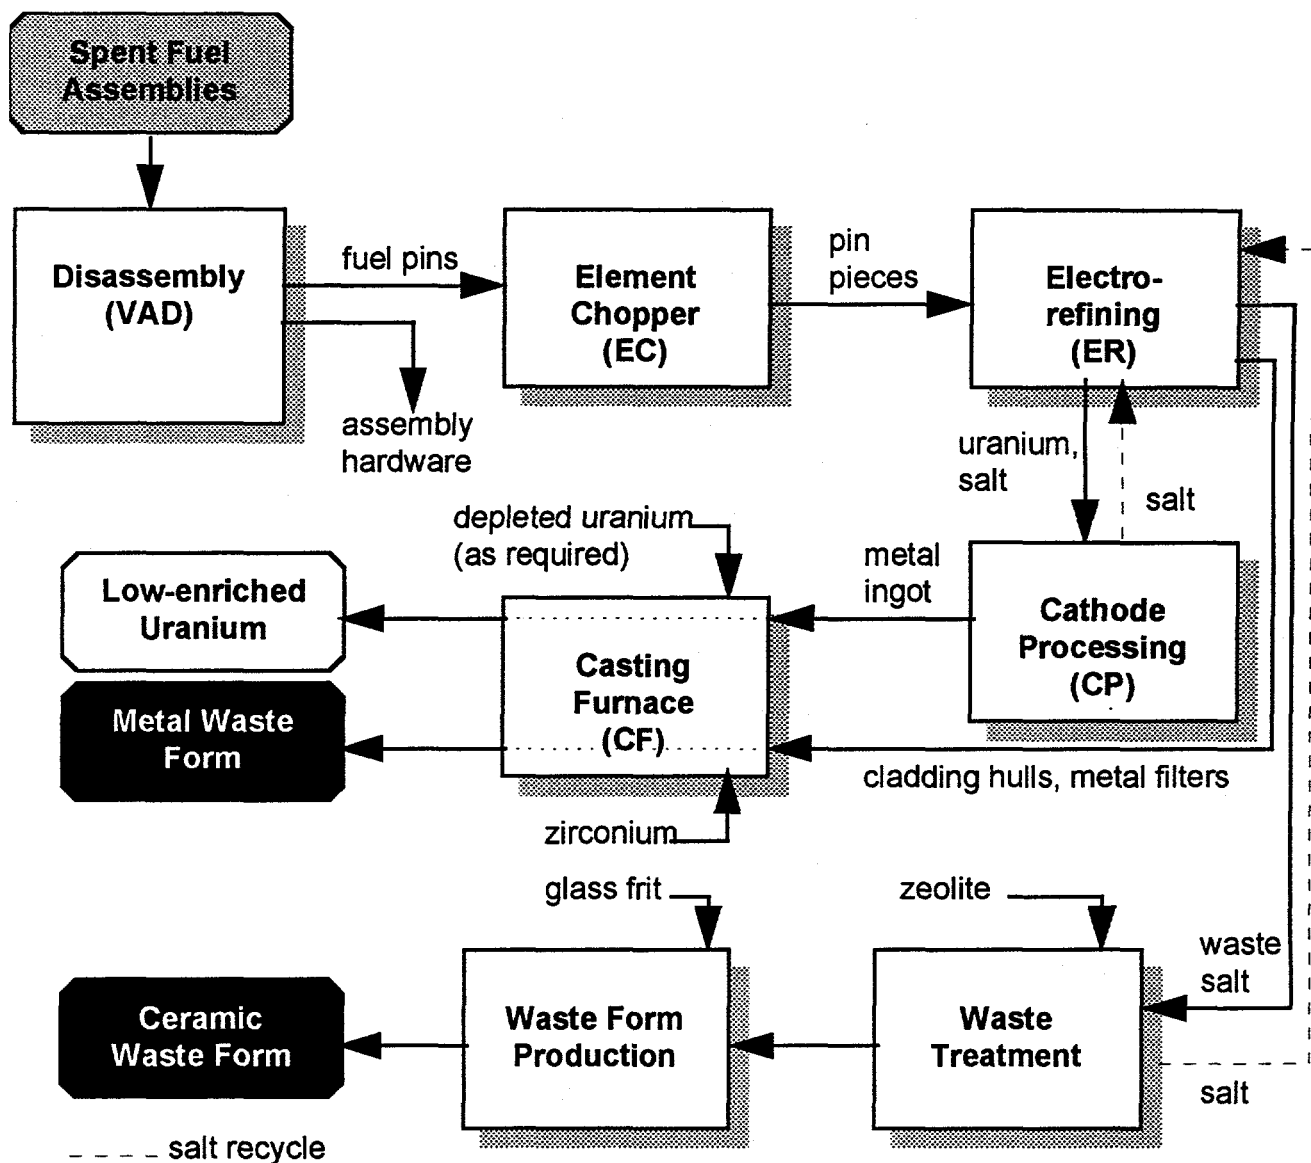 Spent Fuel
Assemblies
Disassembly
(VAD)
fuel pins
assembly
hardware
Element
Chopper
(EC)
pin
pieces
Electro-
refining
(ER)
uranium,
salt
salt
depleted uranium
(as required)
metal
ingot
Low-enriched
Uranium
Casting
Furnace
(CF)
Cathode
Processing
(CP)
Metal Waste
Form
cladding hulls, metal filters
zirconium
glass frit
zeolite
waste
salt
Ceramic
Waste Form
Waste Form
Production
Waste
Treatment
salt
salt recycle